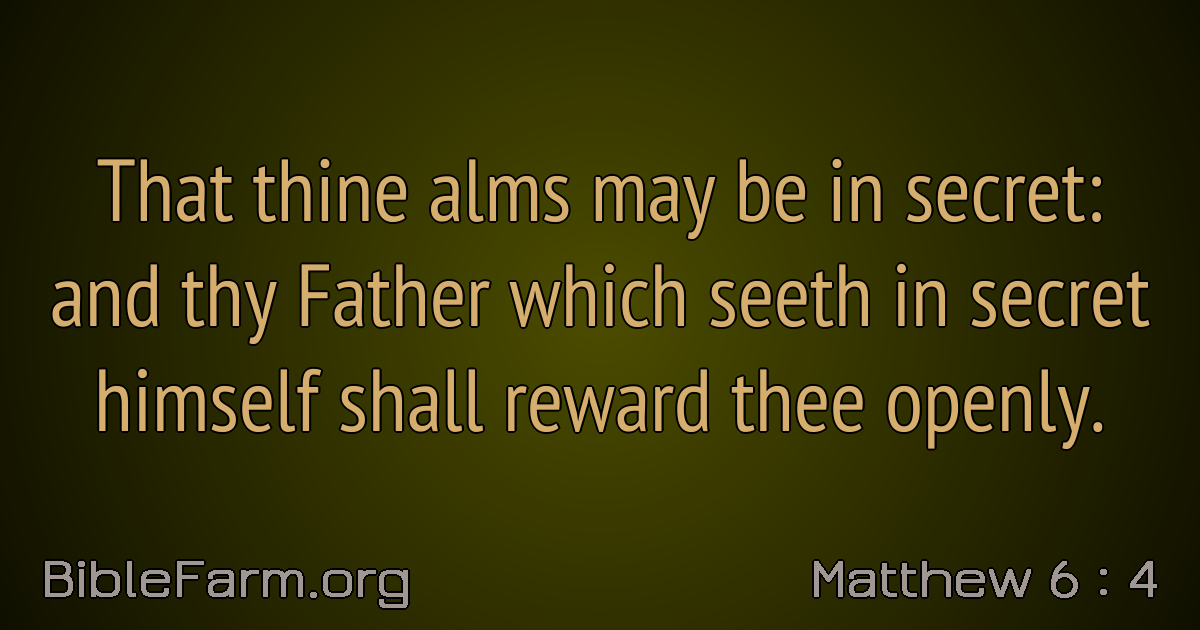 That thine alms may be in secret:
and thy Father which seeth in secret
himself shall reward thee openly.
BibleFarm.org
Matthew 6 : 4